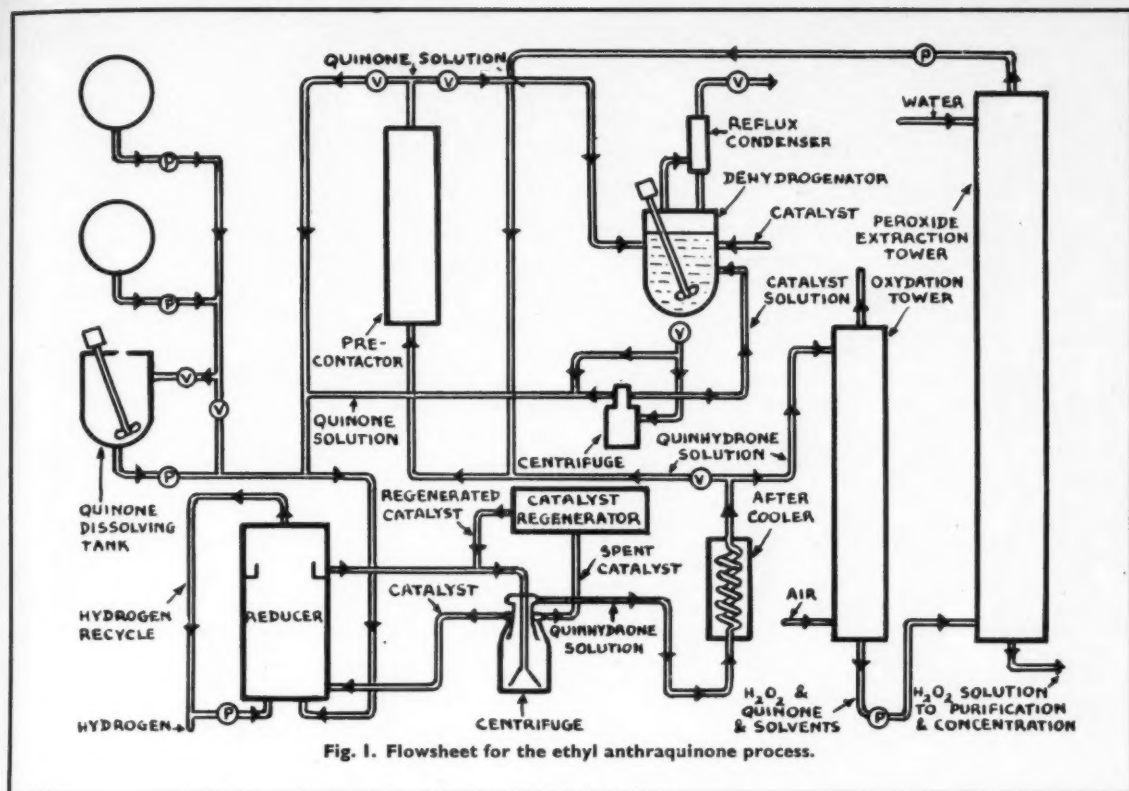 QUINONE SOLUTION
V
V
P
WATER
REFLUX
CONDENSER
DEHYDROGENATOR
CATALYST
PEROXIDE
EXTRACTION
TOWER
P
P
CATALYST
SOLUTION
OXYDATION
TOWER
PRE-
CONTACTOR
V
V
V
V
QUINONE
SOLUTION
CENTRIFUGE
QUINHYDRONE
SOLUTION
P
V
QUINONE
DISSOLVING
TANK
REGENERATED
CATALYST
CATALYST
REGENERATOR
AFTER
COOLER
SPENT
CATALYST
HYDROGEN
RECYCLE
REDUCER
CATALYST
QUINHYDRONE
SOLUTION
AIR
HYDROGEN
P
CENTRIFUGE
H₂O₂ &
QUINONE
& SOLVENTS
P
H₂O₂ SOLUTION
TO PURIFICATION
& CONCENTRATION
Fig. 1. Flowsheet for the ethyl anthraquinone process.